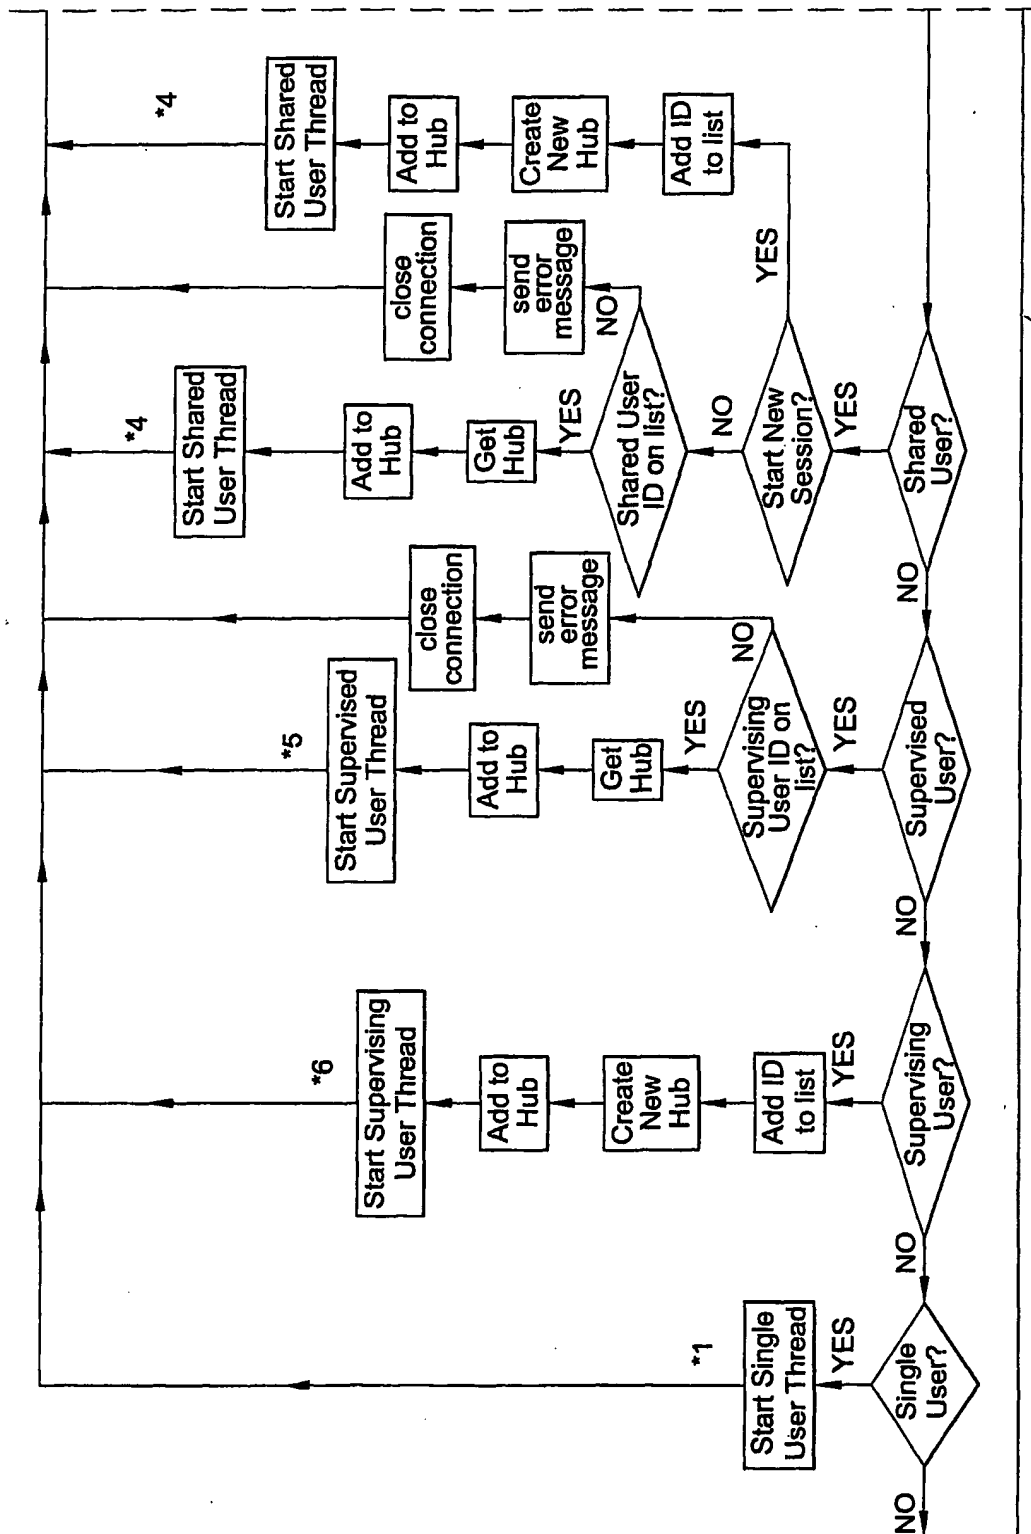 *1
Start Single
User Thread
YES
Single
User?
NO
NO
*6
Start Supervising
User Thread
Add to
Hub
Create
New
Hub
Add ID
to list
YES
Supervising
User?
NO
*5
Start Supervised
User Thread
Add to
Hub
Get
Hub
YES
Supervising
User ID on
list?
YES
Supervised
User?
close
connection
send
error
message
NO
NO
*4
Start Shared
User Thread
Add to
Hub
Get
Hub
YES
Shared User
ID on list?
NO
Start New
Session?
YES
Shared
User?
close
connection
send
error
message
NO
*4
Start Shared
User Thread
Add to
Hub
Create
New
Hub
Add ID
to list
YES